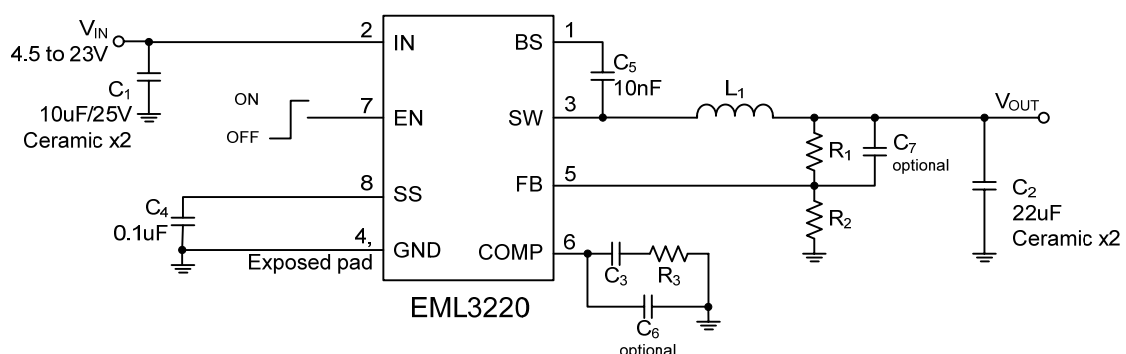 V_IN
4.5 to 23V
C1
10uF/25V
Ceramic x2
ON
OFF
C4
0.1uF
2
IN
7
EN
8
SS
4,
GND
Exposed pad
BS
1
SW
3
FB
5
COMP
6
EML3220
C5
10nF
L1
VOUT
R1
C7
optional
R2
C2
22uF
Ceramic x2
C3
R3
C6
optional